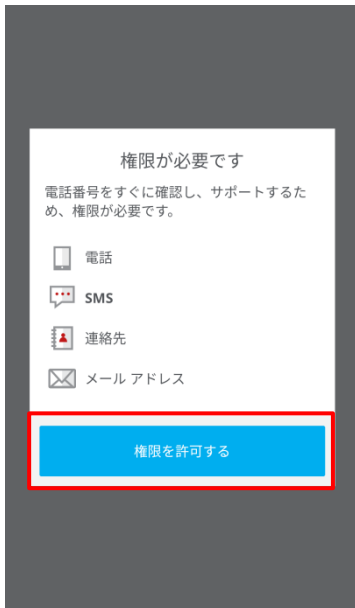 権限が必要です
電話番号をすぐに確認し、サポートするた
め、権限が必要です。
電話
SMS
連絡先
メール アドレス
権限を許可する